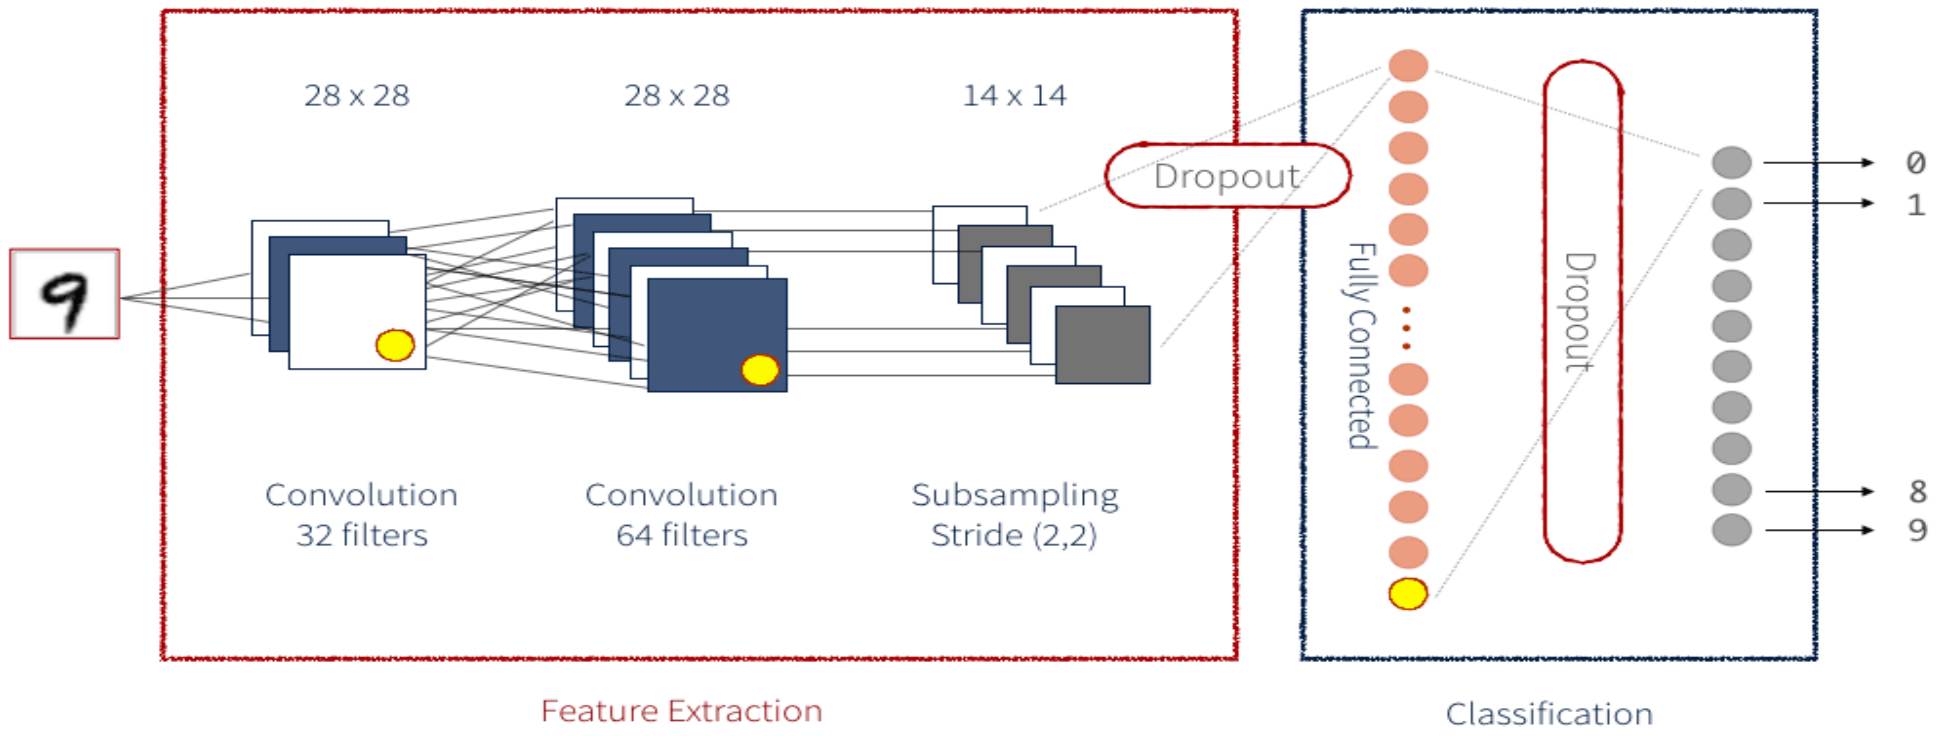 28 x 28
28 x 28
14 x 14
Dropout
9
Convolution
32 filters
Convolution
64 filters
Subsampling
Stride (2,2)
Feature Extraction
Fully Connected
Dropout
0
1
8
9
Classification